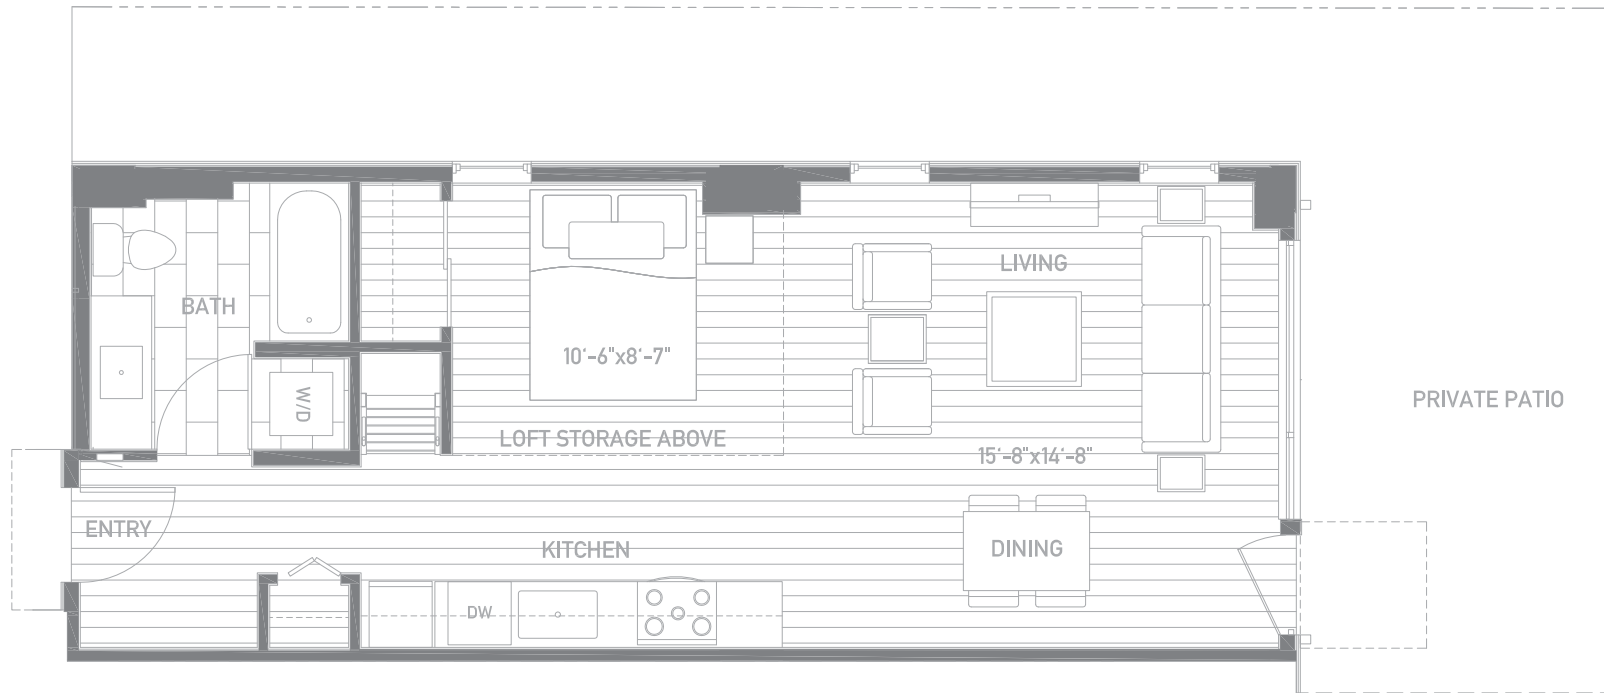 LIVING
BATH
10'-6"x8'-7"
W/D
PRIVATE PATIO
LOFT STORAGE ABOVE
15'-8"x14'-8"
ENTRY
KITCHEN
DINING
DW